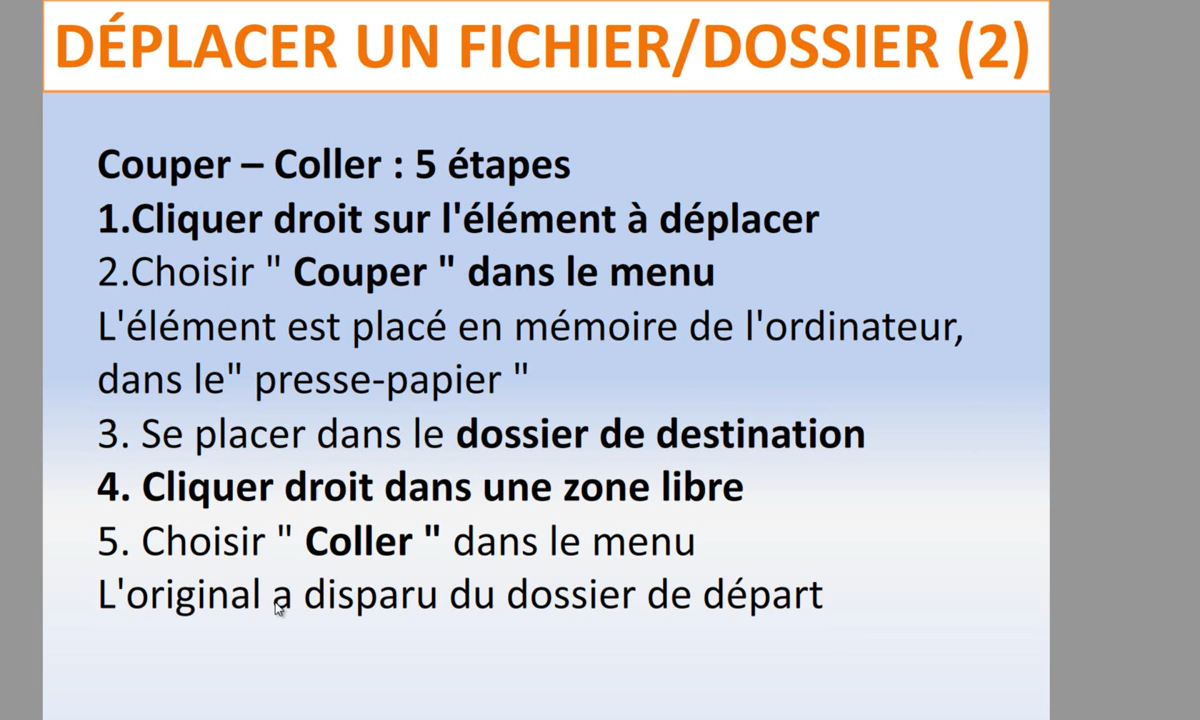 DÉPLACER UN FICHIER/DOSSIER (2)
Couper – Coller : 5 étapes
1.Cliquer droit sur l'élément à déplacer
2.Choisir " Couper " dans le menu
L'élément est placé en mémoire de l'ordinateur,
dans le" presse-papier "
3. Se placer dans le dossier de destination
4. Cliquer droit dans une zone libre
5. Choisir " Coller " dans le menu
L'original a disparu du dossier de départ